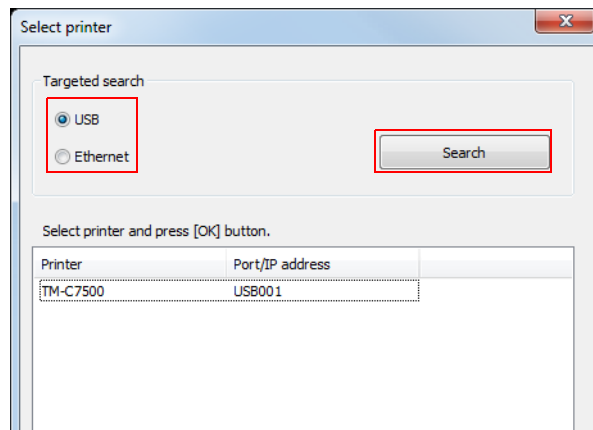 Select printer
Targeted search
USB
Ethernet
Search
Select printer and press [OK] button.
Printer Port/IP address
TM-C7500 USB001